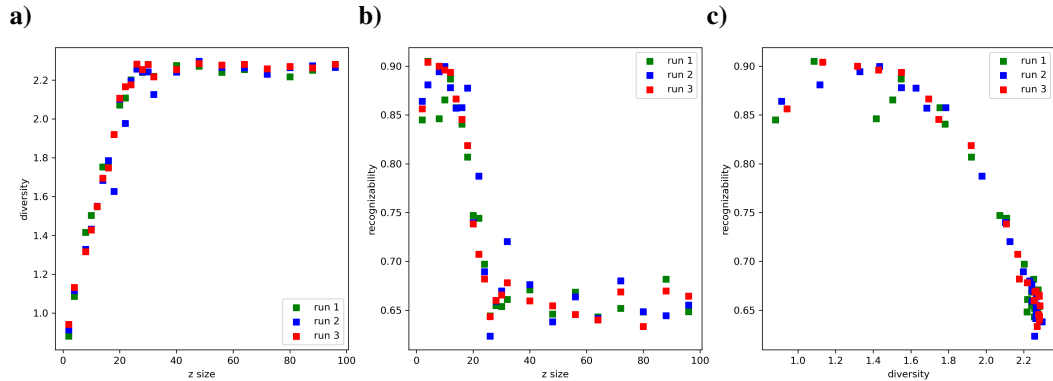 a)
b)
c)
2.2
2.0
1.8
1.6
1.4
1.2
1.0
diversity
0
20
40
60
80
100
z size
run 1
run 2
run 3
0.90
0.85
0.80
0.75
0.70
0.65
recognizability
0
20
40
60
80
100
z size
run 1
run 2
run 3
0.90
0.85
0.80
0.75
0.70
0.65
recognizability
1.0
1.2
1.4
1.6
1.8
2.0
2.2
diversity
run 1
run 2
run 3